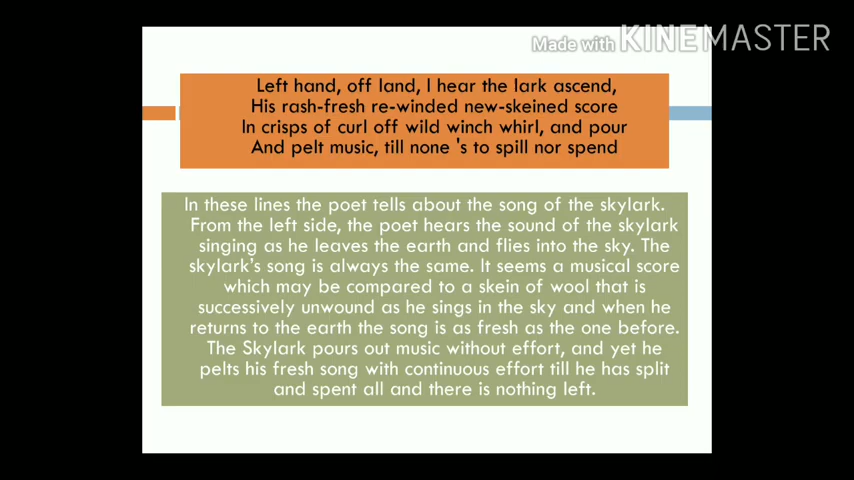 Made with KINEMASTER
Left hand, off land, I hear the lark ascend,
His rash-fresh re-winded new-skeined score
In crisps of curl off wild winch whirl, and pour
And pelt music, till none 's to spill nor spend
In these lines the poet tells about the song of the skylark.
From the left side, the poet hears the sound of the skylark
singing as he leaves the earth and flies into the sky. The
skylark's song is always the same. It seems a musical score
which may be compared to a skein of wool that is
successively unwound as he sings in the sky and when he
returns to the earth the song is as fresh as the one before.
The Skylark pours out music without effort, and yet he
pelts his fresh song with continuous effort till he has split
and spent all and there is nothing left.